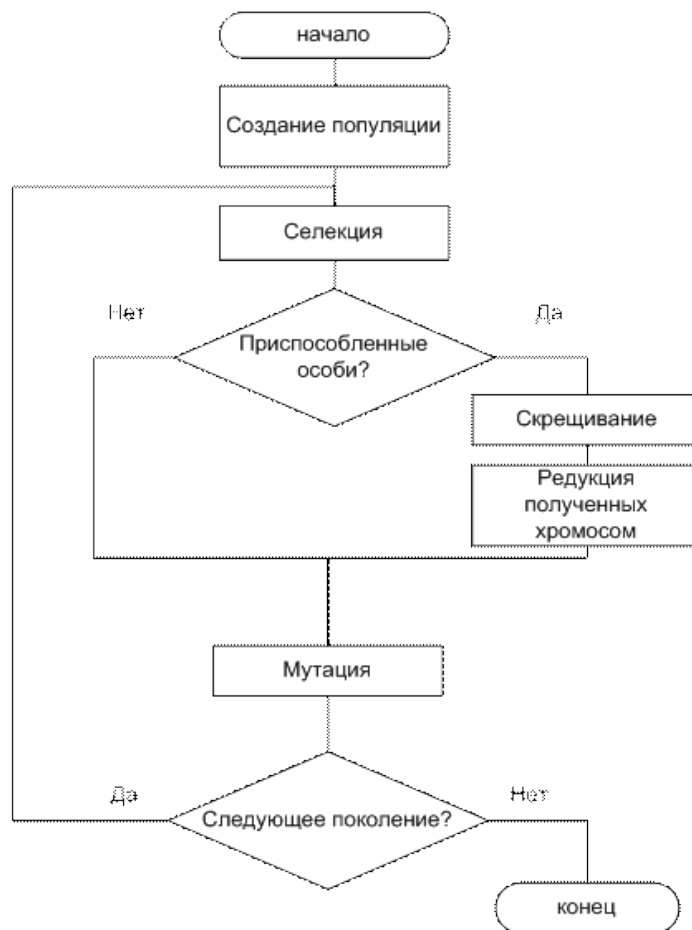 начало
Создание популяции
Селекция
Нет
Да
Приспособленные
особи?
Скрещивание
Редукция
полученных
хромосом
Мутация
Да
Нет
Следующее поколение?
конец